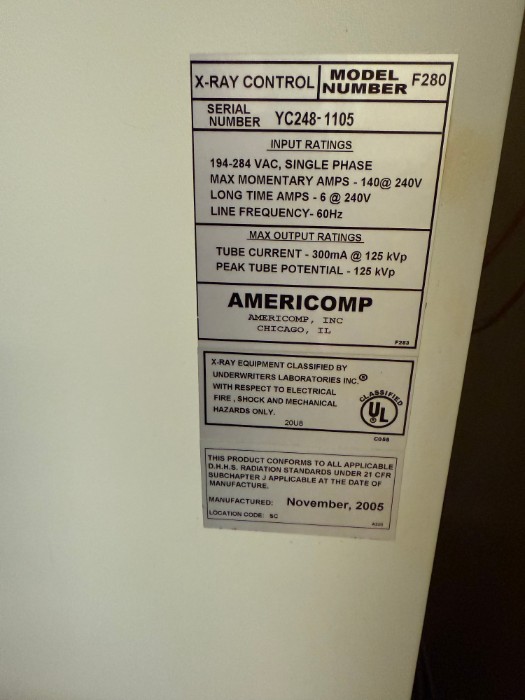 X-RAY CONTROL
MODEL NUMBER F280
SERIAL NUMBER YC248-1105
INPUT RATINGS
194-284 VAC, SINGLE PHASE
MAX MOMENTARY AMPS - 140@ 240V
LONG TIME AMPS - 6 @ 240V
LINE FREQUENCY- 60Hz
MAX OUTPUT RATINGS
TUBE CURRENT - 300mA @ 125 kVp
PEAK TUBE POTENTIAL - 125 kVp
AMERICOMP
AMERICOMP, INC
CHICAGO, IL
X-RAY EQUIPMENT CLASSIFIED BY
UNDERWRITERS LABORATORIES INC.®
WITH RESPECT TO ELECTRICAL
FIRE, SHOCK AND MECHANICAL
HAZARDS ONLY.
20U8
CLASSIFIED
UL®
THIS PRODUCT CONFORMS TO ALL APPLICABLE
D.H.H.S. RADIATION STANDARDS UNDER 21 CFR
SUBCHAPTER J APPLICABLE AT THE DATE OF
MANUFACTURE.
MANUFACTURED: November, 2005
LOCATION CODE: SC